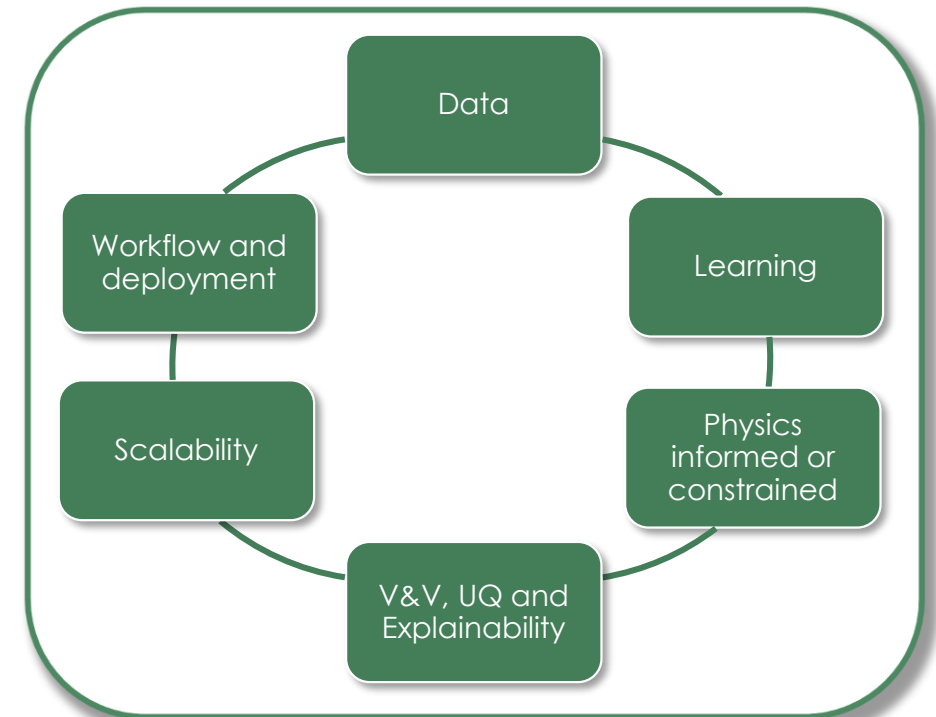 Data
Learning
Physics
informed or
constrained
V&V, UQ and
Explainability
Scalability
Workflow and
deployment